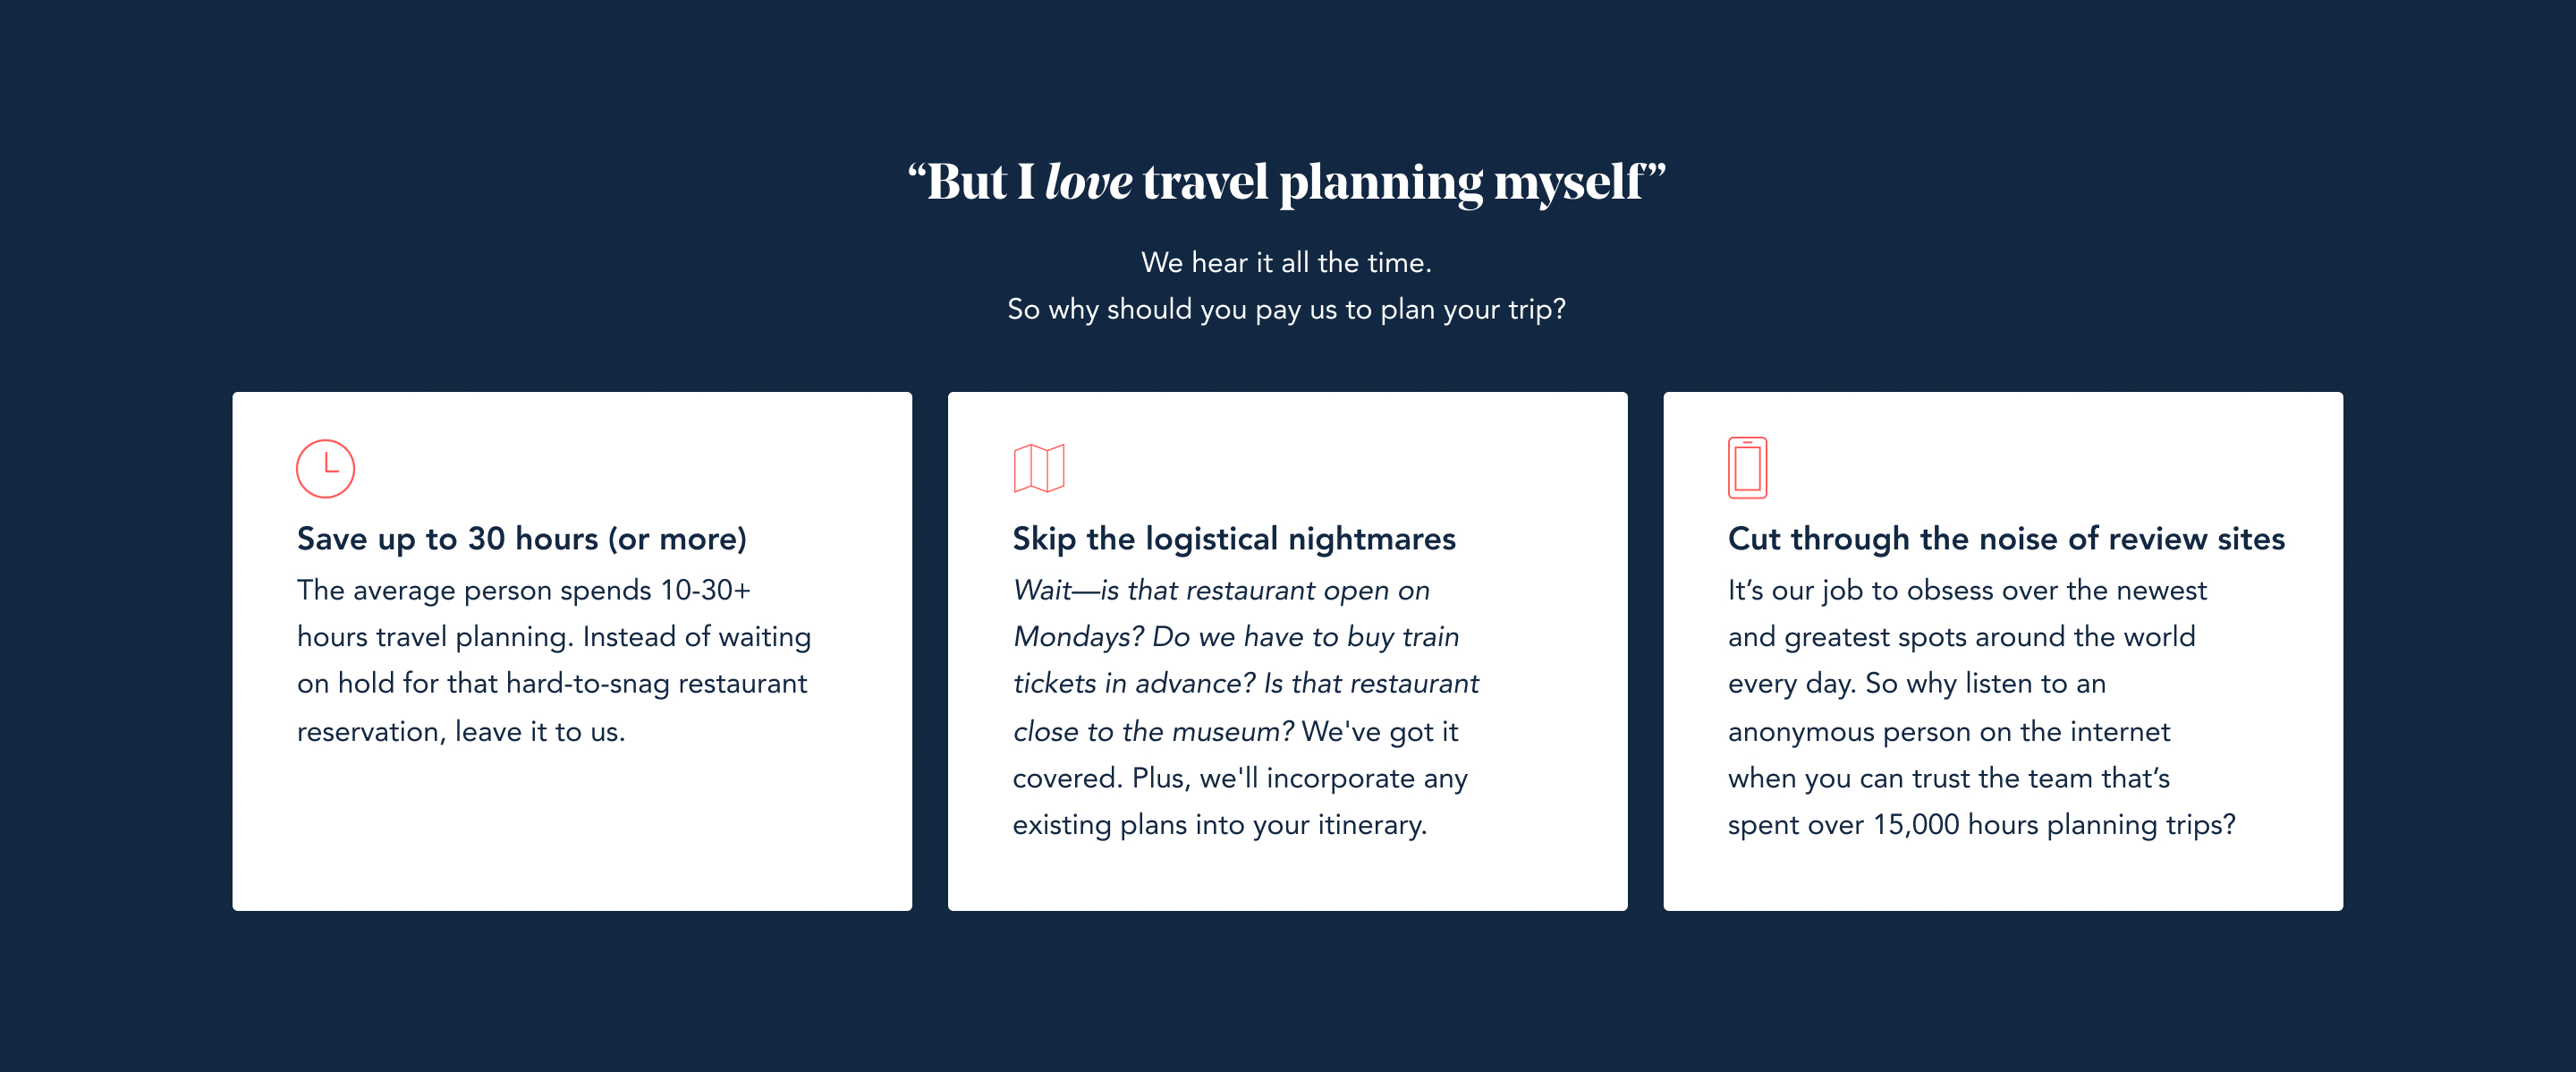 “But I love travel planning myself”
We hear it all the time.
So why should you pay us to plan your trip?
Save up to 30 hours (or more)
The average person spends 10-30+
hours travel planning. Instead of waiting
on hold for that hard-to-snag restaurant
reservation, leave it to us.
Skip the logistical nightmares
Wait—is that restaurant open on
Mondays? Do we have to buy train
tickets in advance? Is that restaurant
close to the museum? We've got it
covered. Plus, we'll incorporate any
existing plans into your itinerary.
Cut through the noise of review sites
It’s our job to obsess over the newest
and greatest spots around the world
every day. So why listen to an
anonymous person on the internet
when you can trust the team that’s
spent over 15,000 hours planning trips?